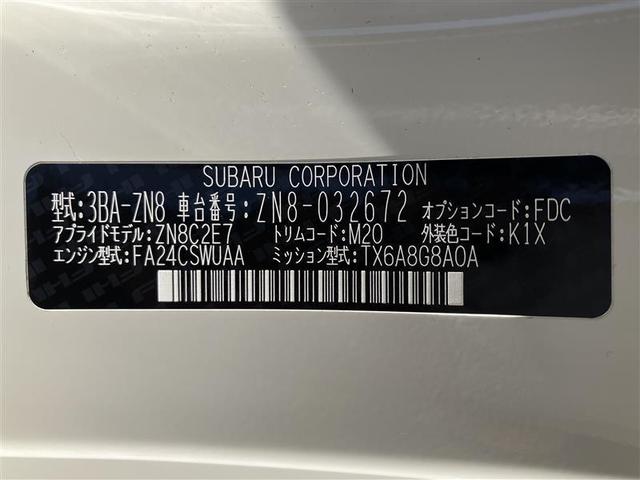 SUBARU CORPORATION
型式:3BA-ZN8 車台番号:ZN8-032672 オプションコード:FDC
アプライドモデル:ZN8C2E7 トリムコード:M20 外装色コード:K1X
エンジン型式:FA24CSWUAA ミッション型式:TX6A8G8A0A